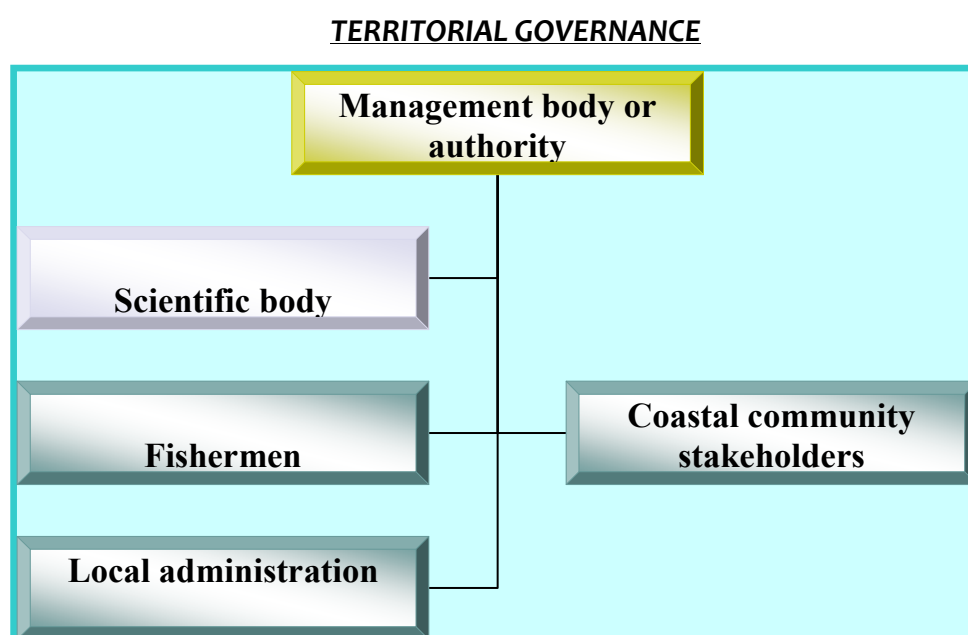 TERRITORIAL GOVERNANCE
Management body or
authority
Scientific body
Fishermen
Coastal community
stakeholders
Local administration